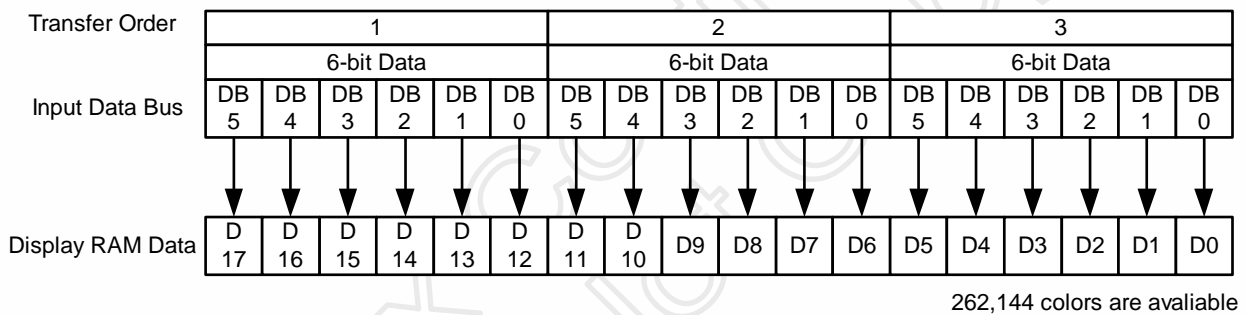 Transfer Order 1 2 3
6-bit Data 6-bit Data 6-bit Data
Input Data Bus DB 5 DB 4 DB 3 DB 2 DB 1 DB 0 DB 5 DB 4 DB 3 DB 2 DB 1 DB 0 DB 5 DB 4 DB 3 DB 2 DB 1 DB 0
Display RAM Data D 17 D 16 D 15 D 14 D 13 D 12 D 11 D 10 D9 D8 D7 D6 D5 D4 D3 D2 D1 D0
262,144 colors are avaliable